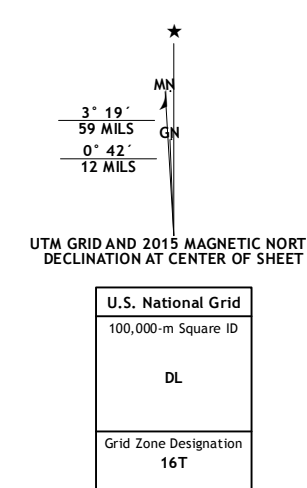 ★
MN
3° 19´
59 MILS
GN
0° 42´
12 MILS
UTM GRID AND 2015 MAGNETIC NORT
DECLINATION AT CENTER OF SHEET
U.S. National Grid
100,000-m Square ID
DL
Grid Zone Designation
16T